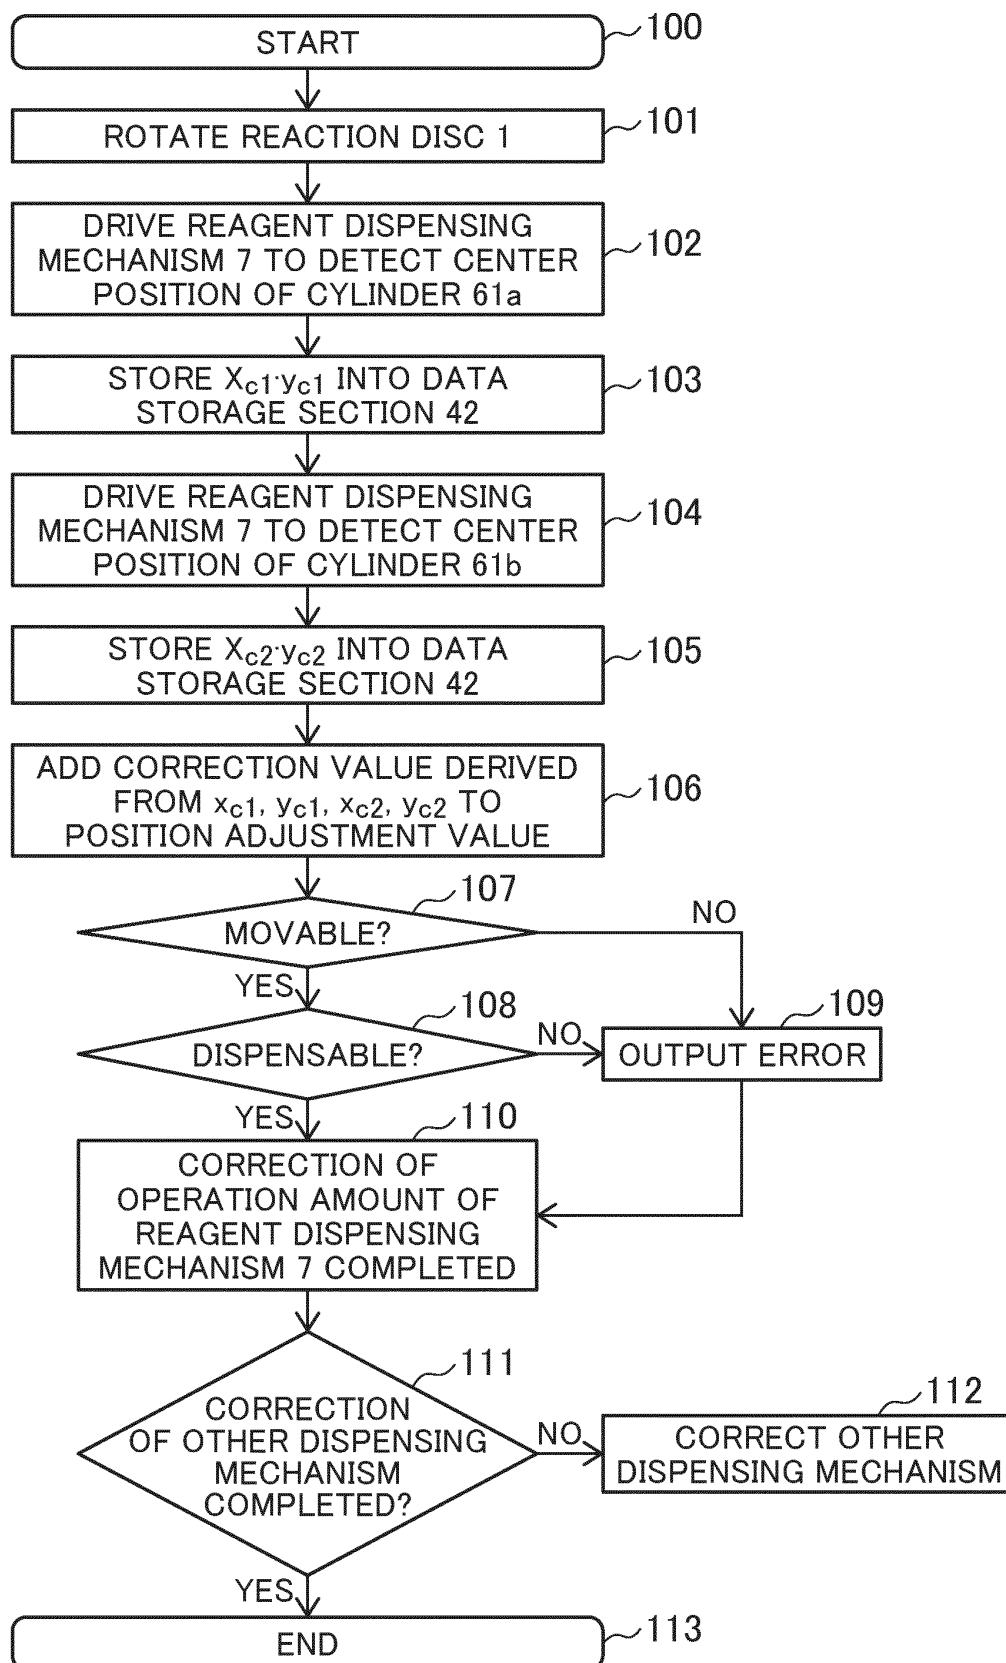 START
100
ROTATE REACTION DISC 1
101
DRIVE REAGENT DISPENSING
MECHANISM 7 TO DETECT CENTER
POSITION OF CYLINDER 61a
102
STORE Xc1·yc1 INTO DATA
STORAGE SECTION 42
103
DRIVE REAGENT DISPENSING
MECHANISM 7 TO DETECT CENTER
POSITION OF CYLINDER 61b
104
STORE Xc2·yc2 INTO DATA
STORAGE SECTION 42
105
ADD CORRECTION VALUE DERIVED
FROM xc1, yc1, xc2, yc2 TO
POSITION ADJUSTMENT VALUE
106
107
MOVABLE?
NO
YES
108
DISPENSABLE?
NO
109
OUTPUT ERROR
YES
110
CORRECTION OF
OPERATION AMOUNT OF
REAGENT DISPENSING
MECHANISM 7 COMPLETED
111
CORRECTION
OF OTHER DISPENSING
MECHANISM
COMPLETED?
NO
112
CORRECT OTHER
DISPENSING MECHANISM
YES
END
113